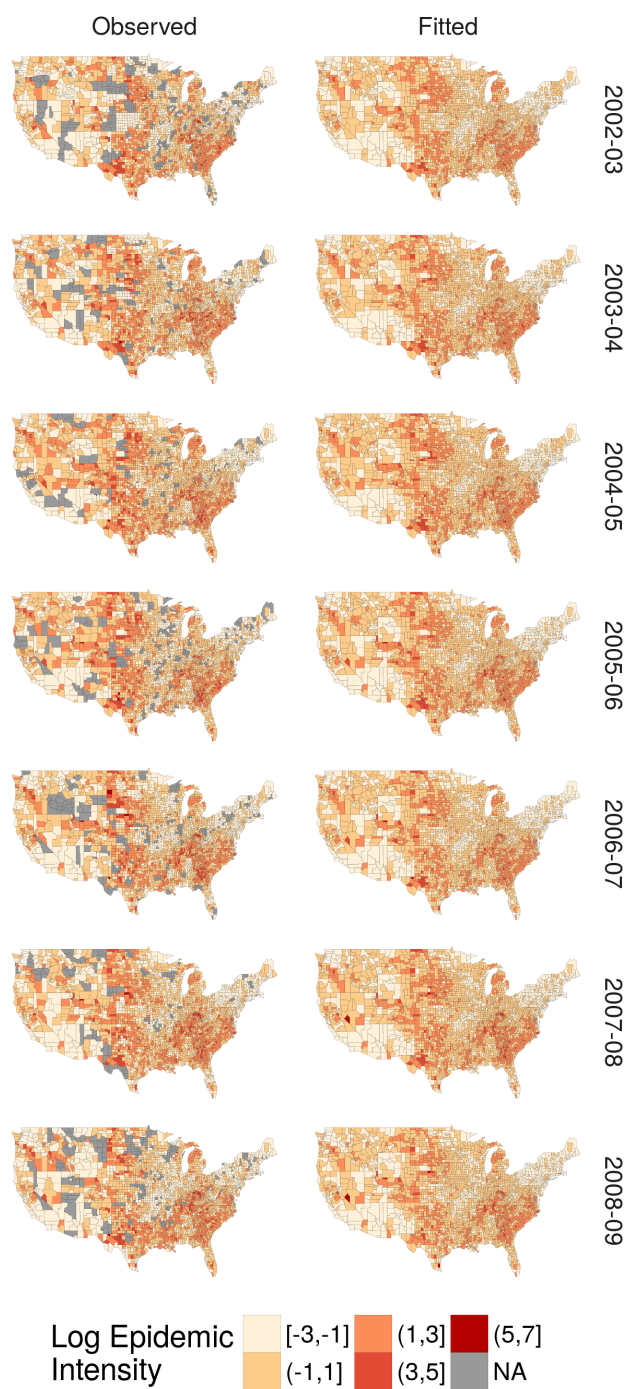 Observed
Fitted
2002-03
2003-04
2004-05
2005-06
2006-07
2007-08
2008-09
Log Epidemic
Intensity
[-3,-1]
(-1,1]
(1,3]
(3,5]
(5,7]
NA